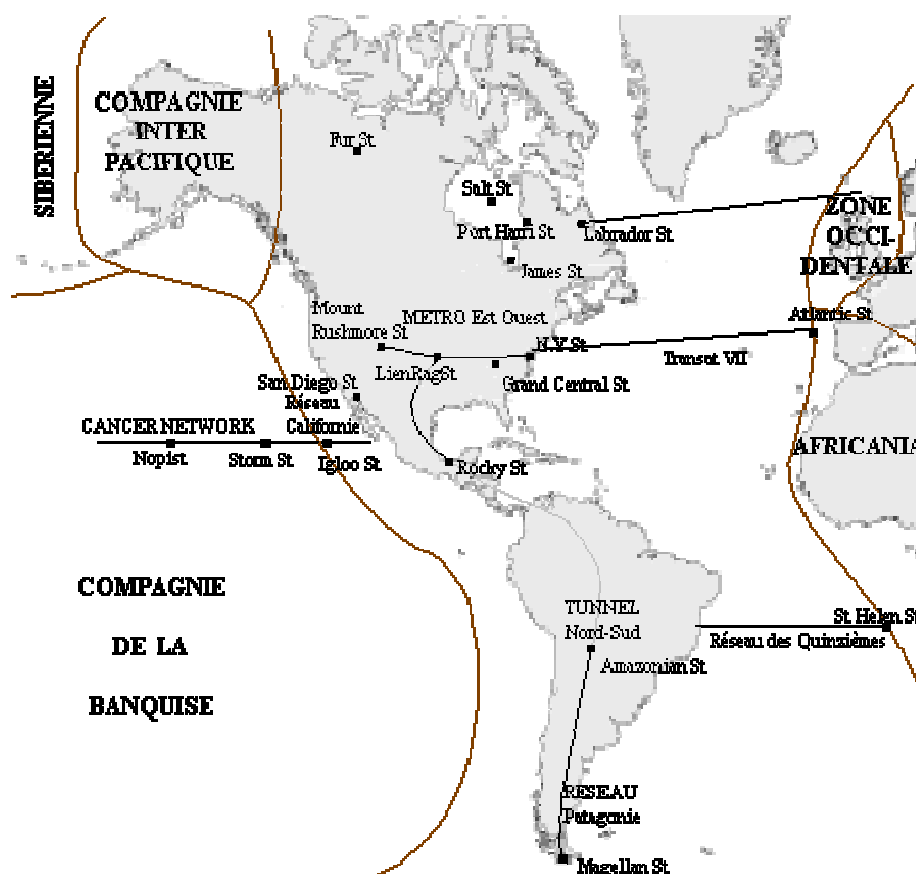 SIBERIENNE
COMPAGNIE
INTER
PACIFIQUE
Fur St
Salt St
Port Harri St
Labrador St
James St
ZONE
OCCI-
DENTALE
Atlantic St
Mount
Rushmore St
METRO Est Ouest
N.Y St
LienRagSt
Grand Central St
Transat VII
San Diego St
Réseau
Californie
CANCER NETWORK
Nopist
Storm St
Igloo St
Rocky St
AFRICANIA
COMPAGNIE
DE LA
BANQUISE
TUNNEL
Nord-Sud
Amazonian St
St Helen St
Réseau des Quinzièmes
RESEAU
Patagonie
Magellan St